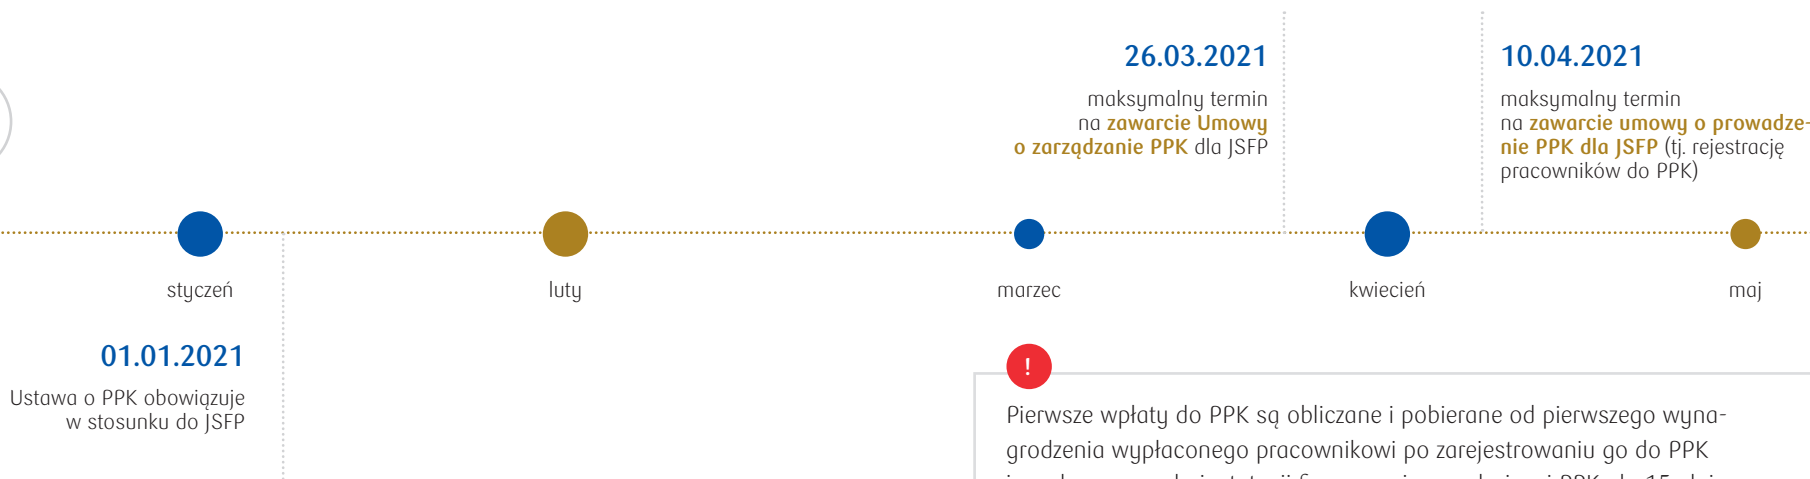 26.03.2021
maksymalny termin
na zawarcie Umowy
o zarządzanie PPK dla JSFP
10.04.2021
maksymalny termin
na zawarcie umowy o prowadze-
nie PPK dla JSFP (tj. rejestrację
pracowników do PPK)
styczeń
luty
marzec
kwiecień
maj
01.01.2021
Ustawa o PPK obowiązuje
w stosunku do JSFP
!
Pierwsze wpłaty do PPK są obliczane i pobierane od pierwszego wyna-
grodzenia wypłaconego pracownikowi po zarejestrowaniu go do PPK